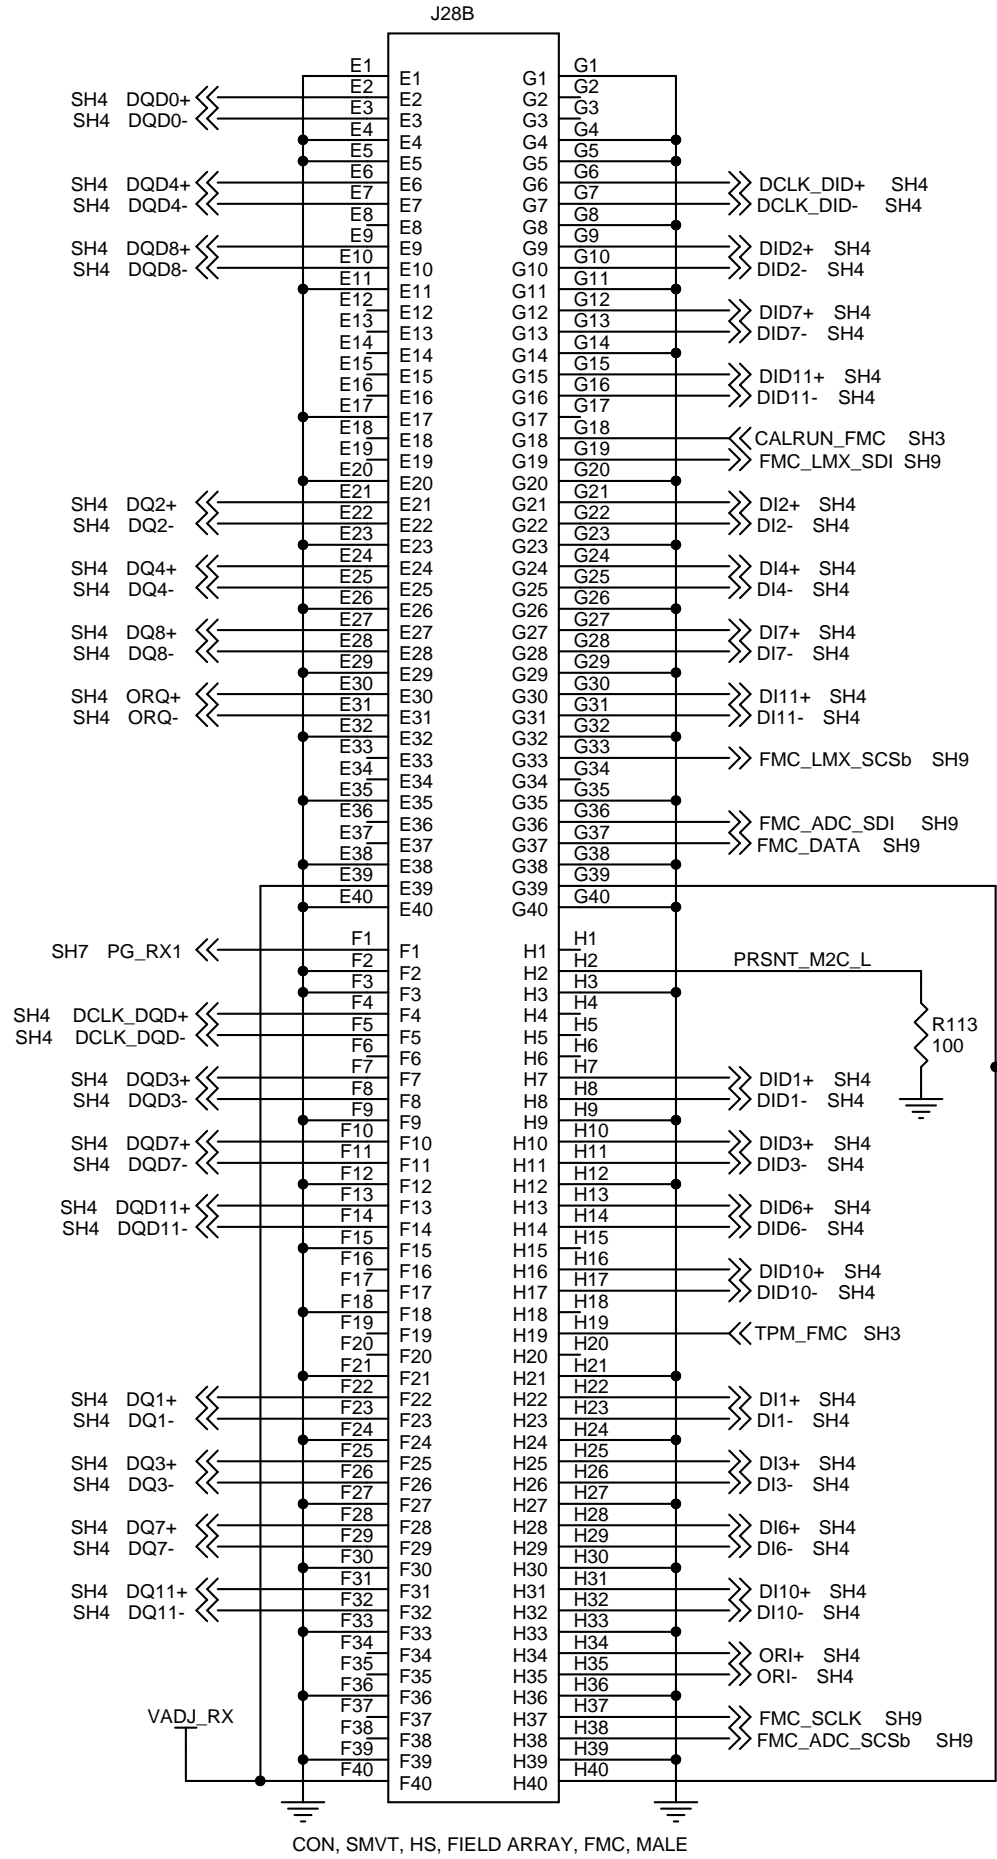 J28B
E1 E1 G1 G1
SH4 DQD0+ E2 E2 G2 G2
SH4 DQD0- E3 E3 G3 G3
E4 E4 G4 G4
E5 E5 G5 G5
SH4 DQD4+ E6 E6 G6 G6 DCLK_DID+ SH4
SH4 DQD4- E7 E7 G7 G7 DCLK_DID- SH4
E8 E8 G8 G8
SH4 DQD8+ E9 E9 G9 G9 DID2+ SH4
SH4 DQD8- E10 E10 G10 G10 DID2- SH4
E11 E11 G11 G11
E12 E12 G12 G12 DID7+ SH4
E13 E13 G13 G13 DID7- SH4
E14 E14 G14 G14
E15 E15 G15 G15 DID11+ SH4
E16 E16 G16 G16 DID11- SH4
E17 E17 G17 G17
E18 E18 G18 G18 CALRUN_FMC SH3
E19 E19 G19 G19 FMC_LMX_SDI SH9
E20 E20 G20 G20
SH4 DQ2+ E21 E21 G21 G21 DI2+ SH4
SH4 DQ2- E22 E22 G22 G22 DI2- SH4
E23 E23 G23 G23
SH4 DQ4+ E24 E24 G24 G24 DI4+ SH4
SH4 DQ4- E25 E25 G25 G25 DI4- SH4
E26 E26 G26 G26
SH4 DQ8+ E27 E27 G27 G27 DI7+ SH4
SH4 DQ8- E28 E28 G28 G28 DI7- SH4
E29 E29 G29 G29
SH4 ORQ+ E30 E30 G30 G30 DI11+ SH4
SH4 ORQ- E31 E31 G31 G31 DI11- SH4
E32 E32 G32 G32
E33 E33 G33 G33 FMC_LMX_SCSb SH9
E34 E34 G34 G34
E35 E35 G35 G35
E36 E36 G36 G36 FMC_ADC_SDI SH9
E37 E37 G37 G37 FMC_DATA SH9
E38 E38 G38 G38
E39 E39 G39 G39
E40 E40 G40 G40
SH7 PG_RX1 F1 F1 H1 H1
F2 F2 H2 H2 PRSNT_M2C_L
F3 F3 H3 H3
SH4 DCLK_DQD+ F4 F4 H4 H4 R113
SH4 DCLK_DQD- F5 F5 H5 H5 100
F6 F6 H6 H6
SH4 DQD3+ F7 F7 H7 H7 DID1+ SH4
SH4 DQD3- F8 F8 H8 H8 DID1- SH4
F9 F9 H9 H9
SH4 DQD7+ F10 F10 H10 H10 DID3+ SH4
SH4 DQD7- F11 F11 H11 H11 DID3- SH4
F12 F12 H12 H12
SH4 DQD11+ F13 F13 H13 H13 DID6+ SH4
SH4 DQD11- F14 F14 H14 H14 DID6- SH4
F15 F15 H15 H15
F16 F16 H16 H16 DID10+ SH4
F17 F17 H17 H17 DID10- SH4
F18 F18 H18 H18
F19 F19 H19 H19 TPM_FMC SH3
F20 F20 H20 H20
F21 F21 H21 H21
SH4 DQ1+ F22 F22 H22 H22 DI1+ SH4
SH4 DQ1- F23 F23 H23 H23 DI1- SH4
F24 F24 H24 H24
SH4 DQ3+ F25 F25 H25 H25 DI3+ SH4
SH4 DQ3- F26 F26 H26 H26 DI3- SH4
F27 F27 H27 H27
SH4 DQ7+ F28 F28 H28 H28 DI6+ SH4
SH4 DQ7- F29 F29 H29 H29 DI6- SH4
F30 F30 H30 H30
SH4 DQ11+ F31 F31 H31 H31 DI10+ SH4
SH4 DQ11- F32 F32 H32 H32 DI10- SH4
F33 F33 H33 H33
F34 F34 H34 H34 ORI+ SH4
F35 F35 H35 H35 ORI- SH4
F36 F36 H36 H36
VADJ_RX F37 F37 H37 H37 FMC_SCLK SH9
F38 F38 H38 H38 FMC_ADC_SCSb SH9
F39 F39 H39 H39
F40 F40 H40 H40
CON, SMVT, HS, FIELD ARRAY, FMC, MALE